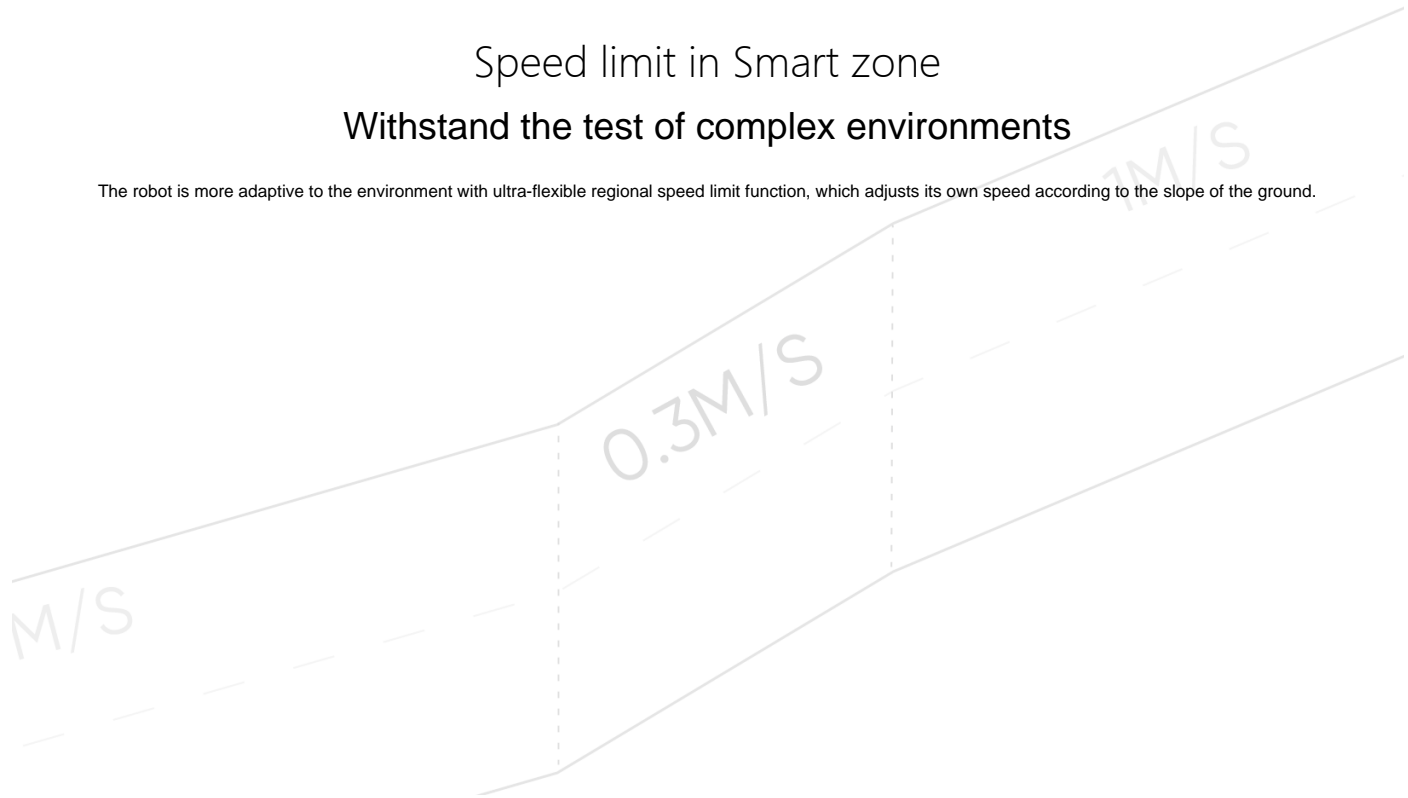 Speed limit in Smart zone
Withstand the test of complex environments
1M/S
The robot is more adaptive to the environment with ultra-flexible regional speed limit function, which adjusts its own speed according to the slope of the ground.
0.3M/S
M/S